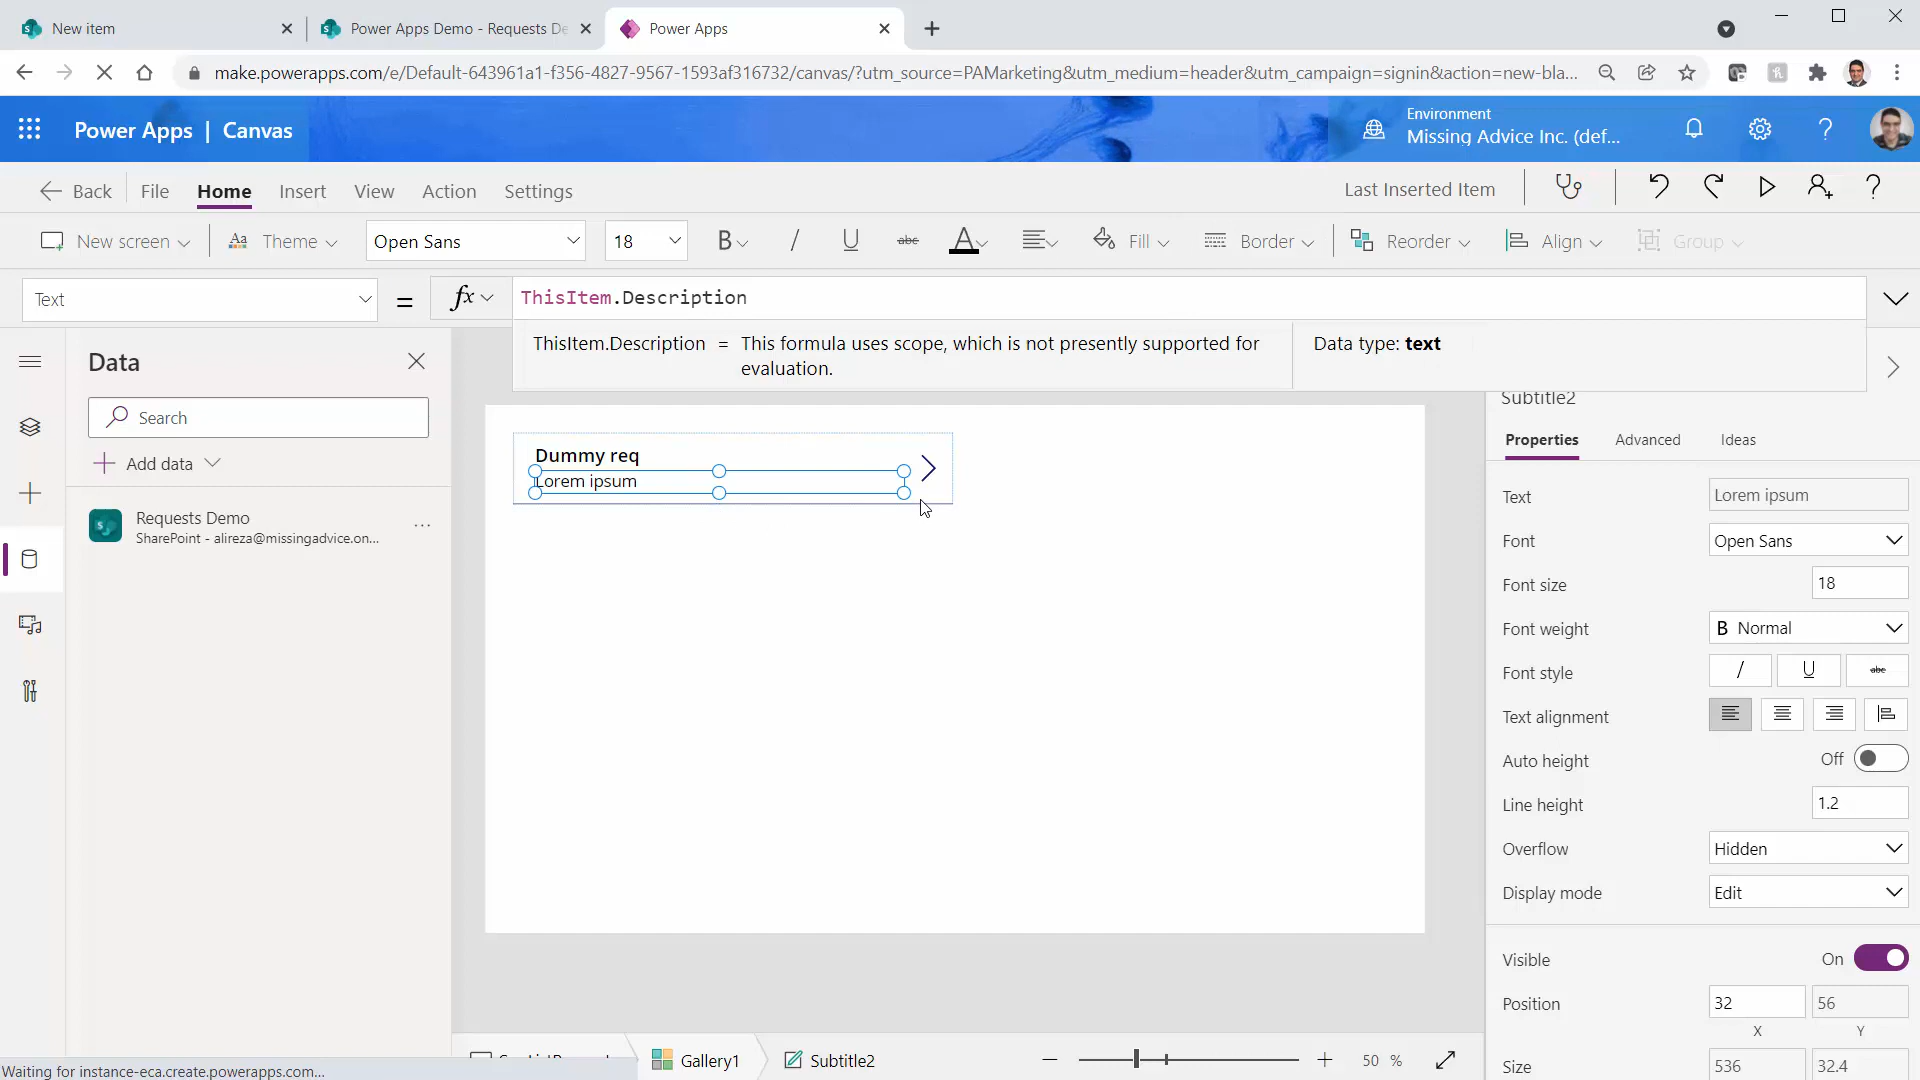 New item
Power Apps Demo - Requests De
Power Apps
make.powerapps.com/e/Default-643961a1-f356-4827-9567-1593af316732/canvas/?utm_source=PAMarketing&utm_medium=header&utm_campaign=signin&action=new-bla...
Power Apps | Canvas
Environment
Missing Advice Inc. (def...
Back
File
Home
Insert
View
Action
Settings
Last Inserted Item
New screen
Theme
Open Sans
18
B
abc
A
Fill
Border
Reorder
Align
Group
Text
=
fx
ThisItem.Description
ThisItem.Description = This formula uses scope, which is not presently supported for
evaluation.
Data type: text
Data
Search
Add data
Requests Demo
SharePoint - alireza@missingadvice.on...
Dummy req
Lorem ipsum
Subtitle2
Properties
Advanced
Ideas
Text
Lorem ipsum
Font
Open Sans
Font size
18
Font weight
B Normal
Font style
abc
Text alignment
Auto height
Off
Line height
1.2
Overflow
Hidden
Display mode
Edit
Visible
On
Position
32
56
X
Y
Size
536
32.4
Gallery1
Subtitle2
50 %
Waiting for instance-eca.create.powerapps.com...